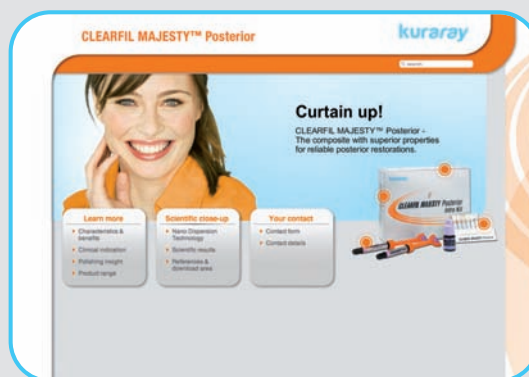 CLEARFIL MAJESTY™ Posterior
kuraray
Curtain up!
CLEARFIL MAJESTY™ Posterior -
The composite with superior properties
for reliable posterior restorations.
Learn more
Characteristics &
benefits
Clinical indication
Polishing insight
Product range
Scientific close-up
Nano Dispersion
Technology
Scientific results
References &
download area
Your contact
Contact form
Contact details
CLEARFIL MAJESTY Posterior
Intro Kit